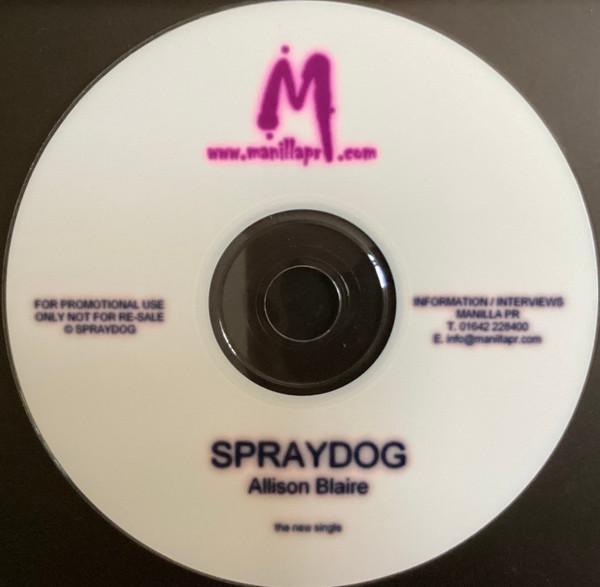 M
www.manillapr.com
FOR PROMOTIONAL USE
ONLY NOT FOR RE-SALE
© SPRAYDOG
INFORMATION / INTERVIEWS
MANILLA PR
T. 01642 228400
E. info@manillapr.com
SPRAYDOG
Allison Blaire
the new single